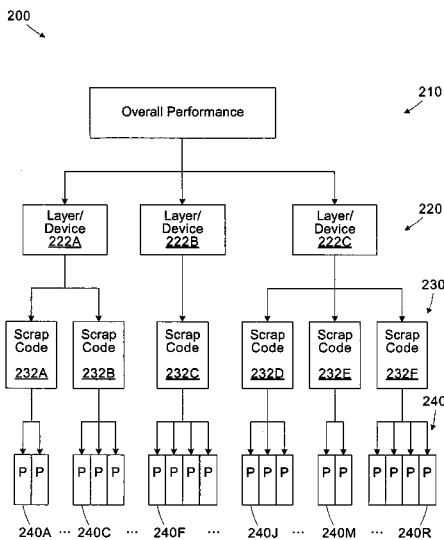 200
Overall Performance
210
Layer/ Layer/ Layer/
Device Device Device
222A 222B 222C
220
230
Scrap Scrap Scrap Scrap Scrap Scrap
Code Code Code Code Code Code
232A 232B 232C 232D 232E 232F
240
P P P P P P P P P P P P P P P P P P
240A ... 240C ... 240F ... 240J ... 240M ... 240R